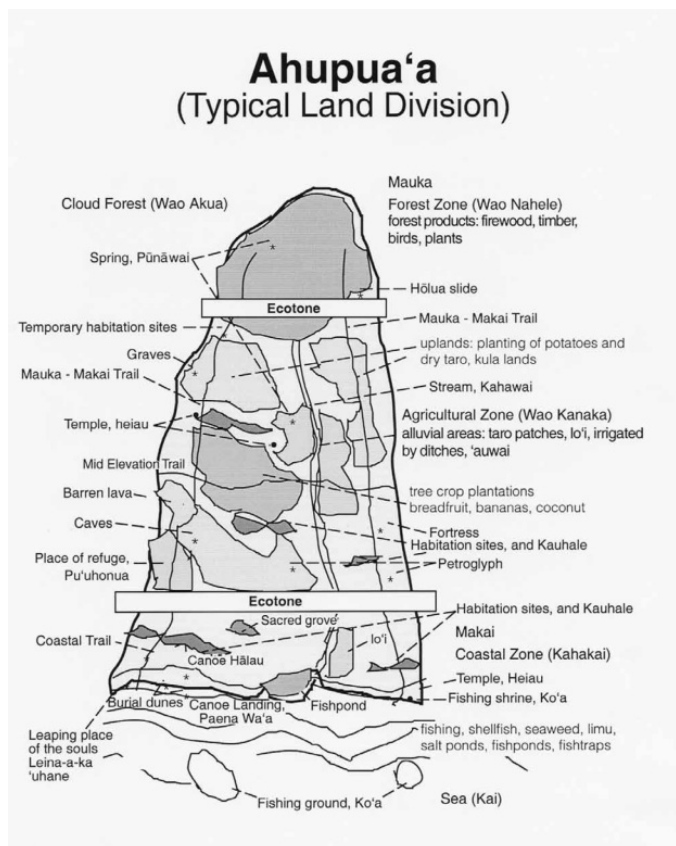 Ahupua‘a
(Typical Land Division)
Mauka
Cloud Forest (Wao Akua)
Forest Zone (Wao Nahele)
forest products: firewood, timber,
birds, plants
Spring, Pūnāwai
Hōlua slide
Ecotone
Mauka - Makai Trail
Temporary habitation sites
uplands: planting of potatoes and
dry taro, kula lands
Graves
Mauka - Makai Trail
Stream, Kahawai
Temple, heiau
Agricultural Zone (Wao Kanaka)
alluvial areas: taro patches, lo‘i, irrigated
by ditches, ‘auwai
Mid Elevation Trail
tree crop plantations
breadfruit, bananas, coconut
Barren lava
Caves
Fortress
Habitation sites, and Kauhale
Petroglyph
Place of refuge,
Pu‘uhonua
Ecotone
Habitation sites, and Kauhale
Sacred grove
Coastal Trail
lo‘i
Makai
Canoe Hālau
Coastal Zone (Kahakai)
Temple, Heiau
Burial dunes
Canoe Landing,
Paena Wa‘a
Fishpond
Fishing shrine, Ko‘a
Leaping place
of the souls
Leina-a-ka
‘uhane
fishing, shellfish, seaweed, limu,
salt ponds, fishponds, fishtraps
Fishing ground, Ko‘a
Sea (Kai)